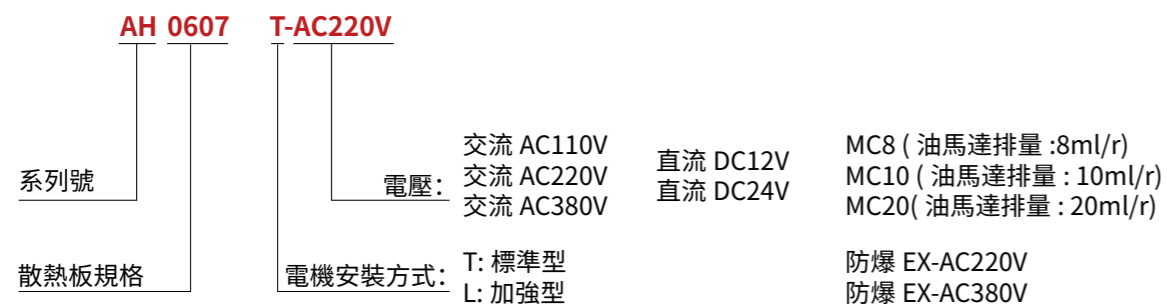 AH 0607 T-AC220V
系列號
電壓:
交流 AC110V
交流 AC220V
交流 AC380V
直流 DC12V
直流 DC24V
MC8 ( 油馬達排量 :8ml/r)
MC10 ( 油馬達排量 : 10ml/r)
MC20( 油馬達排量 : 20ml/r)
散熱板規格
電機安裝方式:
T: 標準型
L: 加強型
防爆 EX-AC220V
防爆 EX-AC380V